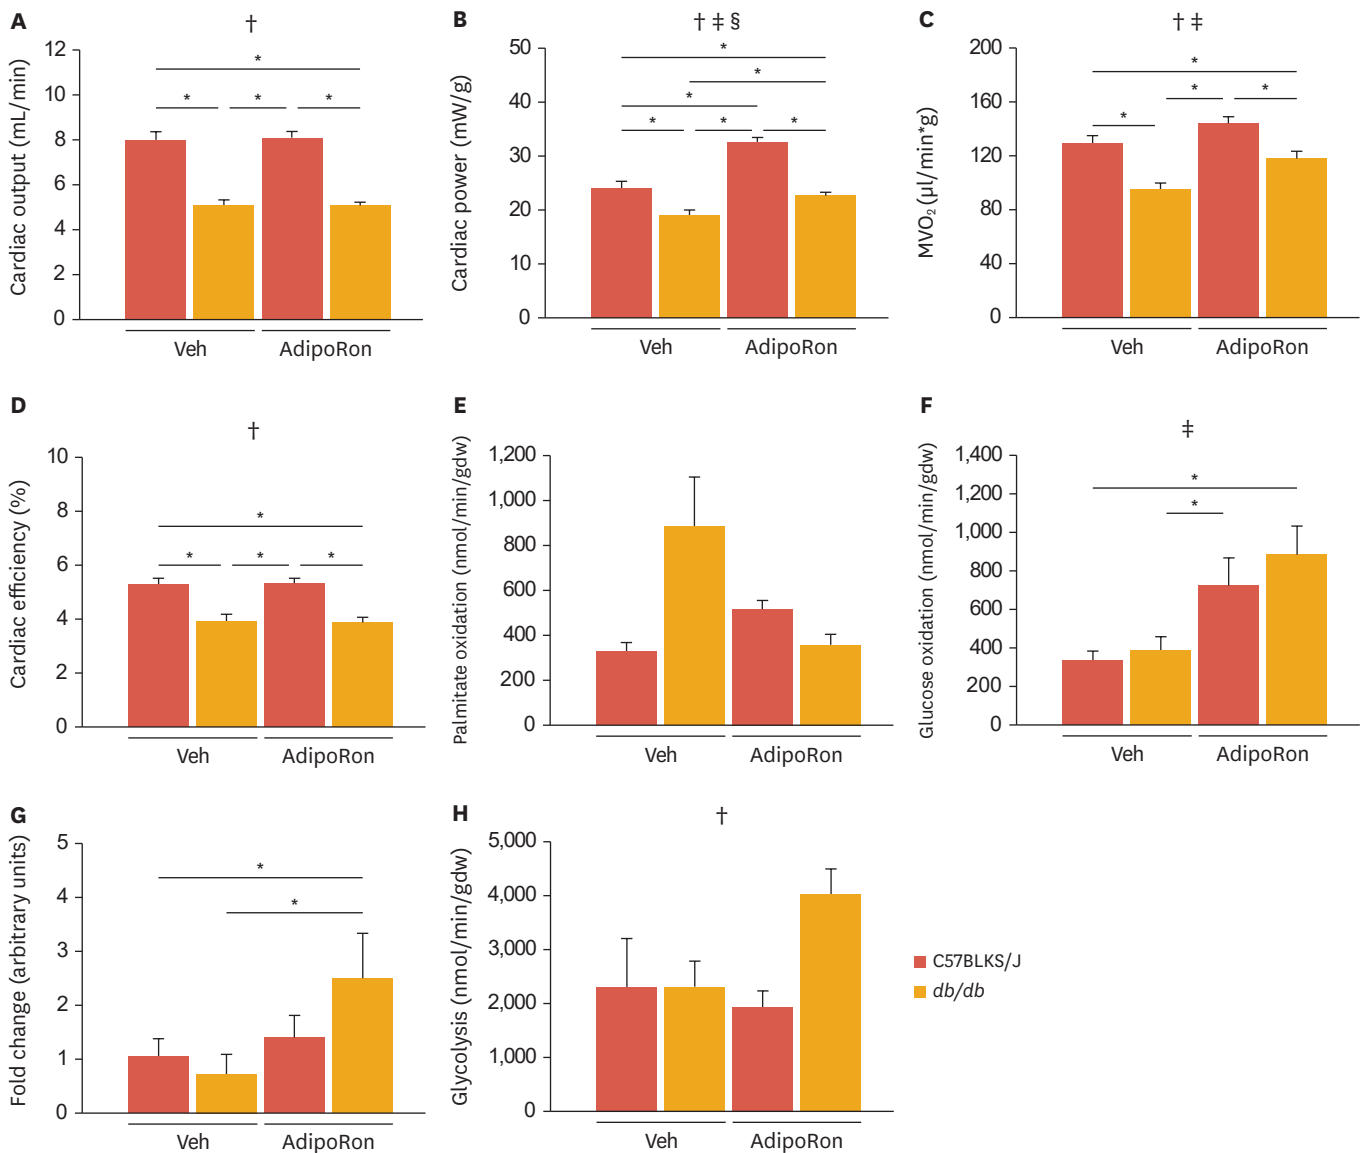 A
†
Cardiac output (mL/min)
12
10
8
6
4
2
0
*
* * *
Veh AdipoRon
B
† ‡ §
Cardiac power (mW/g)
50
40
30
20
10
0
*
*
*
* * *
Veh AdipoRon
C
† ‡
MVO₂ (µl/min*g)
200
160
120
80
40
0
*
* *
*
Veh AdipoRon
D
†
Cardiac efficiency (%)
10
8
6
4
2
0
*
* * *
Veh AdipoRon
E
Palmitate oxidation (nmol/min/gdw)
1,200
1,000
800
600
400
200
0
Veh AdipoRon
F
‡
Glucose oxidation (nmol/min/gdw)
1,400
1,200
1,000
800
600
400
200
0
*
*
Veh AdipoRon
G
Fold change (arbitrary units)
5
4
3
2
1
0
*
*
Veh AdipoRon
H
†
Glycolysis (nmol/min/gdw)
5,000
4,000
3,000
2,000
1,000
0
Veh AdipoRon
C57BLKS/J
db/db